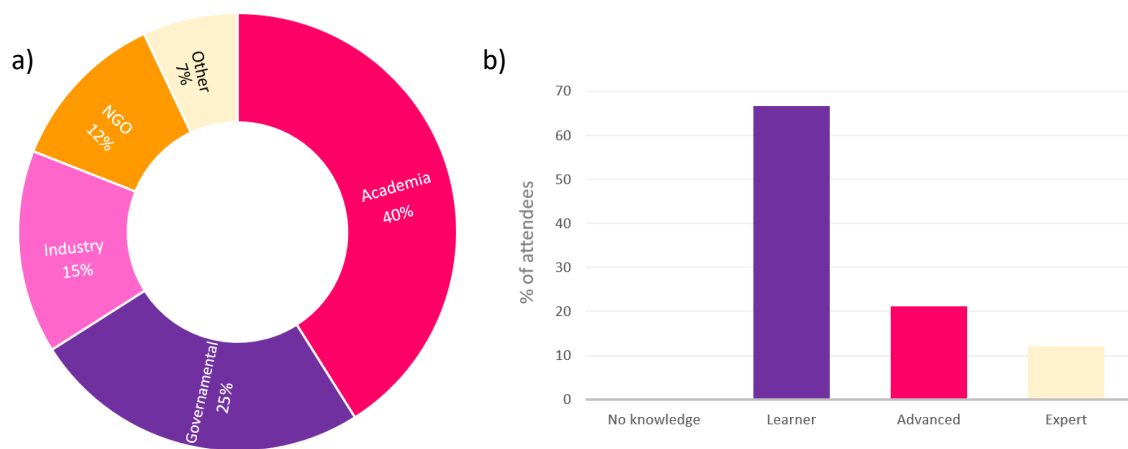 a)
Other
7%
NGO
12%
Academia
40%
Industry
15%
Governamental
25%
b)
70
60
50
40
30
20
10
0
% of attendees
No knowledge
Learner
Advanced
Expert